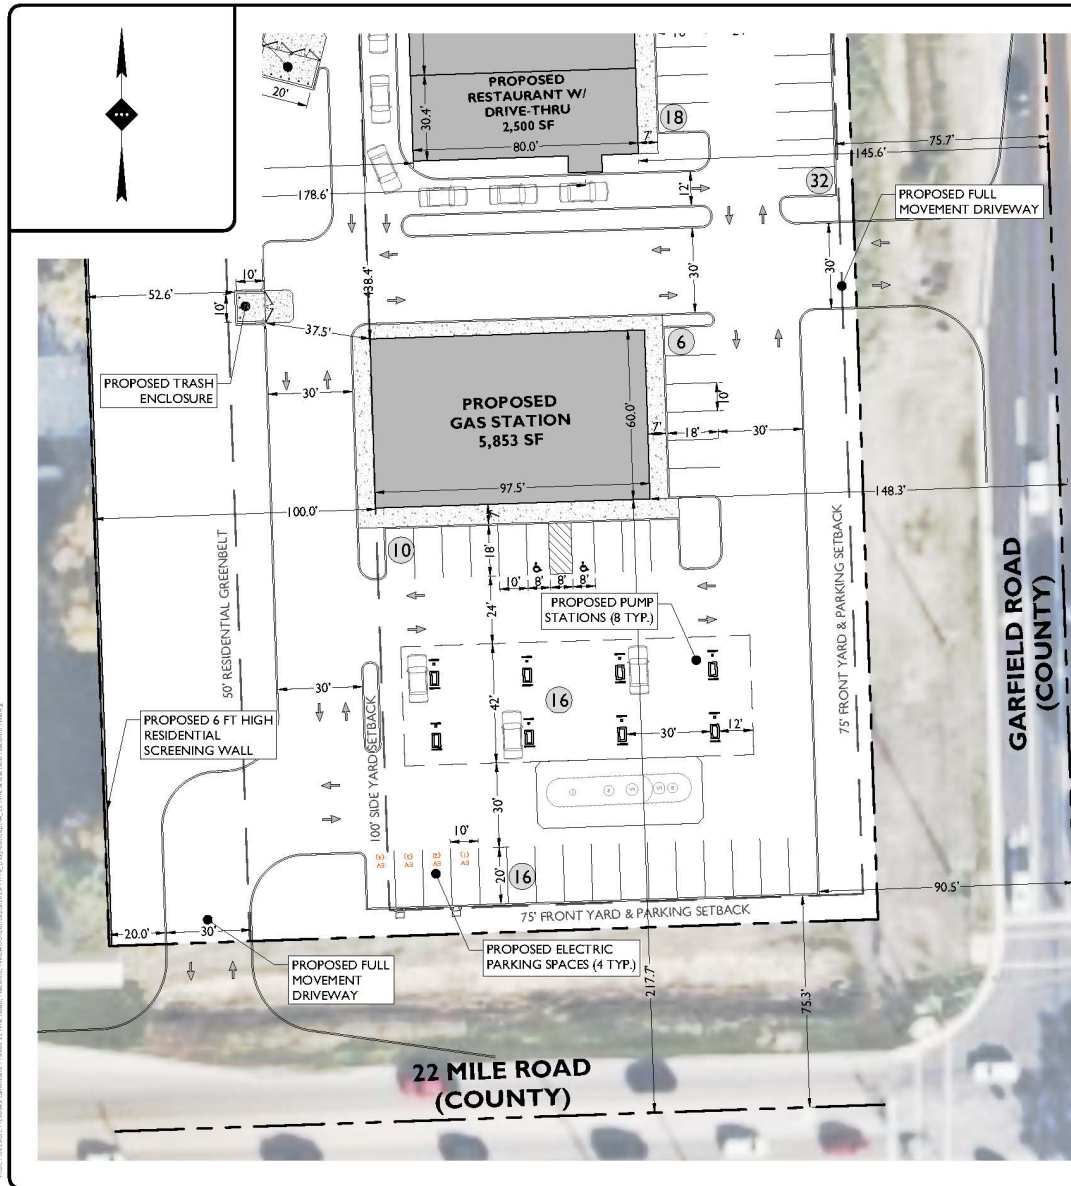 20'
30.4'
PROPOSED
RESTAURANT W/
DRIVE-THRU
2,500 SF
80.0'
7'
18
75.7'
145.6'
178.6'
12'
32
PROPOSED FULL
MOVEMENT DRIVEWAY
10'
52.6'
10'
438.4'
30'
30'
37.5'
6
PROPOSED TRASH
ENCLOSURE
30'
PROPOSED
GAS STATION
5,853 SF
60.0'
10'
7'
18'
30'
97.5'
148.3'
100.0'
7'
10
18'
10'
8'
8'
8'
50' RESIDENTIAL GREENBELT
75' FRONT YARD & PARKING SETBACK
GARFIELD ROAD
(COUNTY)
24'
PROPOSED PUMP
STATIONS (8 TYP.)
30'
42'
16
PROPOSED 6 FT HIGH
RESIDENTIAL
SCREENING WALL
100' SIDE YARD SETBACK
30'
12'
30'
10'
EV
EV
EV
EV
20'
16
90.5'
75' FRONT YARD & PARKING SETBACK
20.0'
30'
PROPOSED FULL
MOVEMENT
DRIVEWAY
PROPOSED ELECTRIC
PARKING SPACES (4 TYP.)
217.7'
75.3'
22 MILE ROAD
(COUNTY)